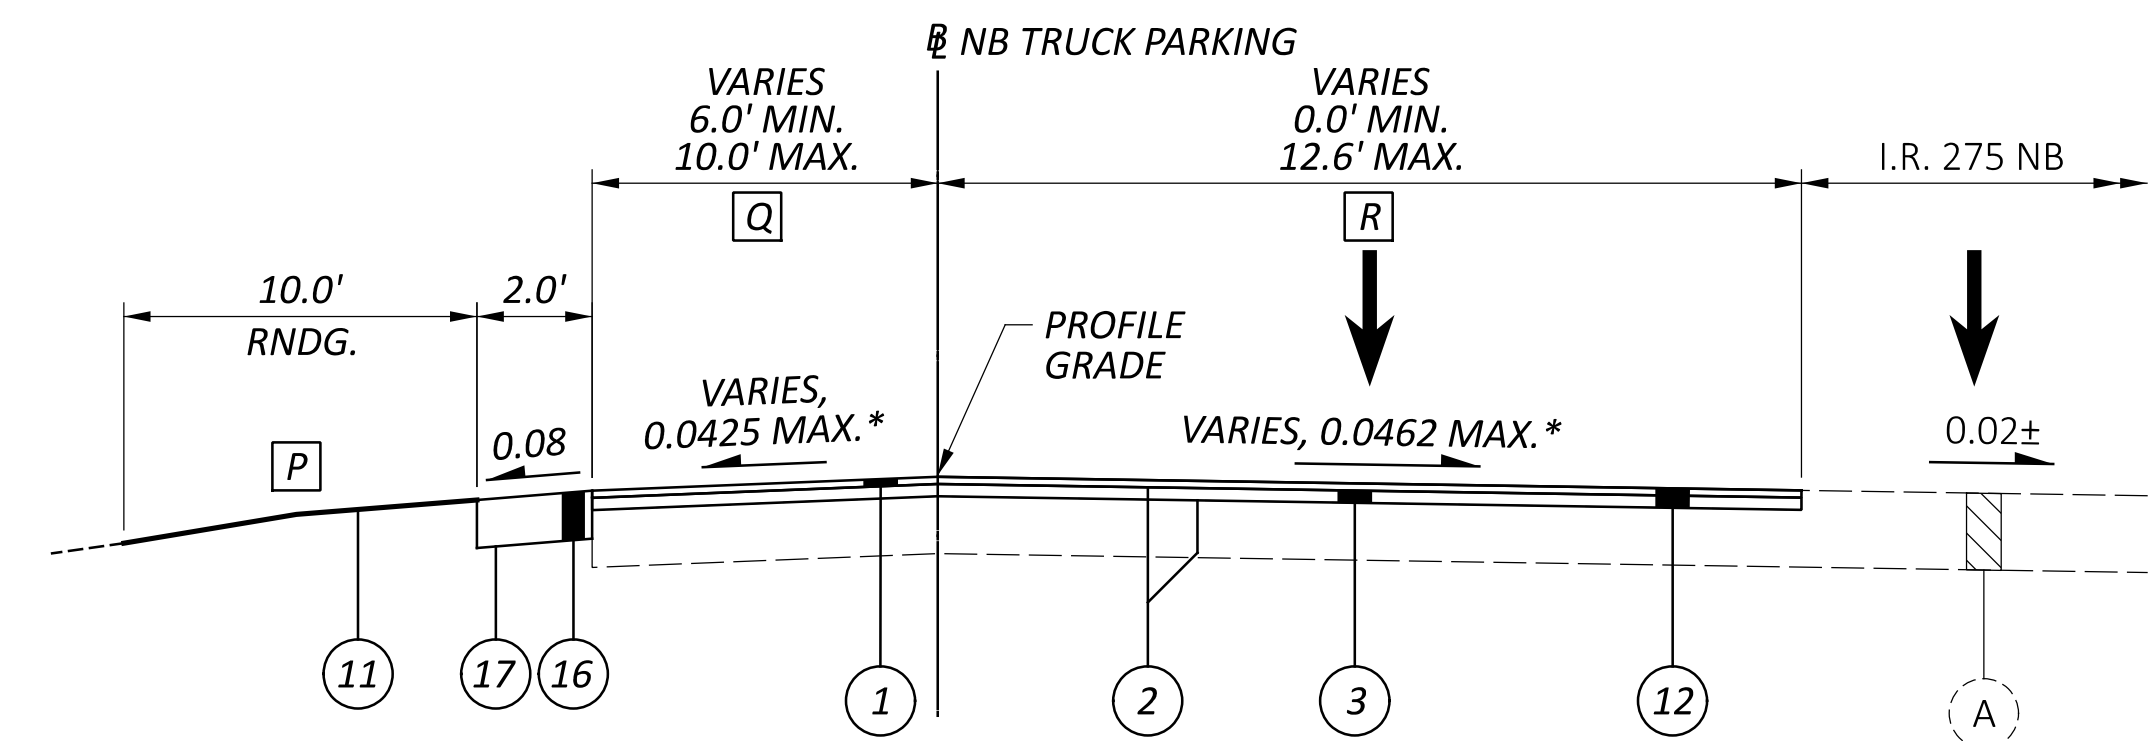 ℄ NB TRUCK PARKING
VARIES
6.0' MIN.
10.0' MAX.
Q
VARIES
0.0' MIN.
12.6' MAX.
R
I.R. 275 NB
10.0'
RNDG.
2.0'
PROFILE
GRADE
P
0.08
VARIES,
0.0425 MAX.*
VARIES, 0.0462 MAX.*
0.02±
11
17
16
1
2
3
12
A